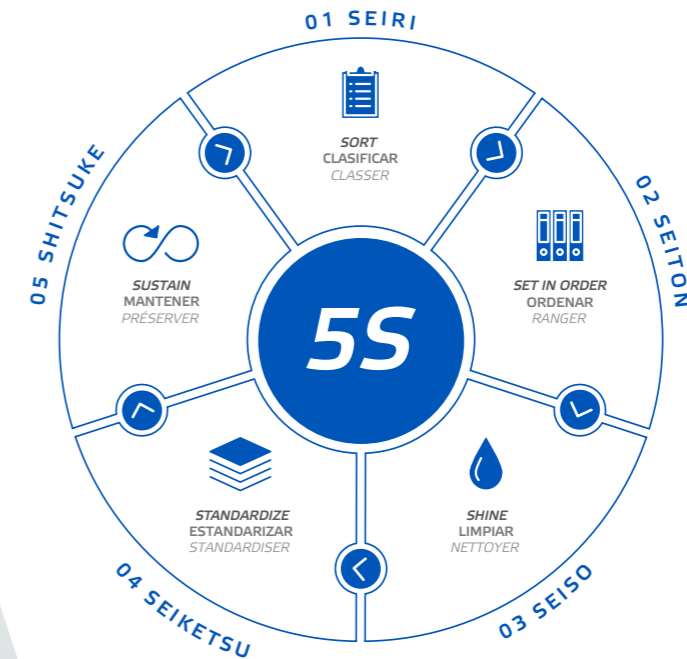 01 SEIRI
SORT
CLASIFICAR
CLASSER
02 SEITON
SET IN ORDER
ORDENAR
RANGER
03 SEISO
SHINE
LIMPIAR
NETTOYER
04 SEIKETSU
STANDARDIZE
ESTANDARIZAR
STANDARDISER
05 SHITSUKE
SUSTAIN
MANTENER
PRÉSERVER
5S